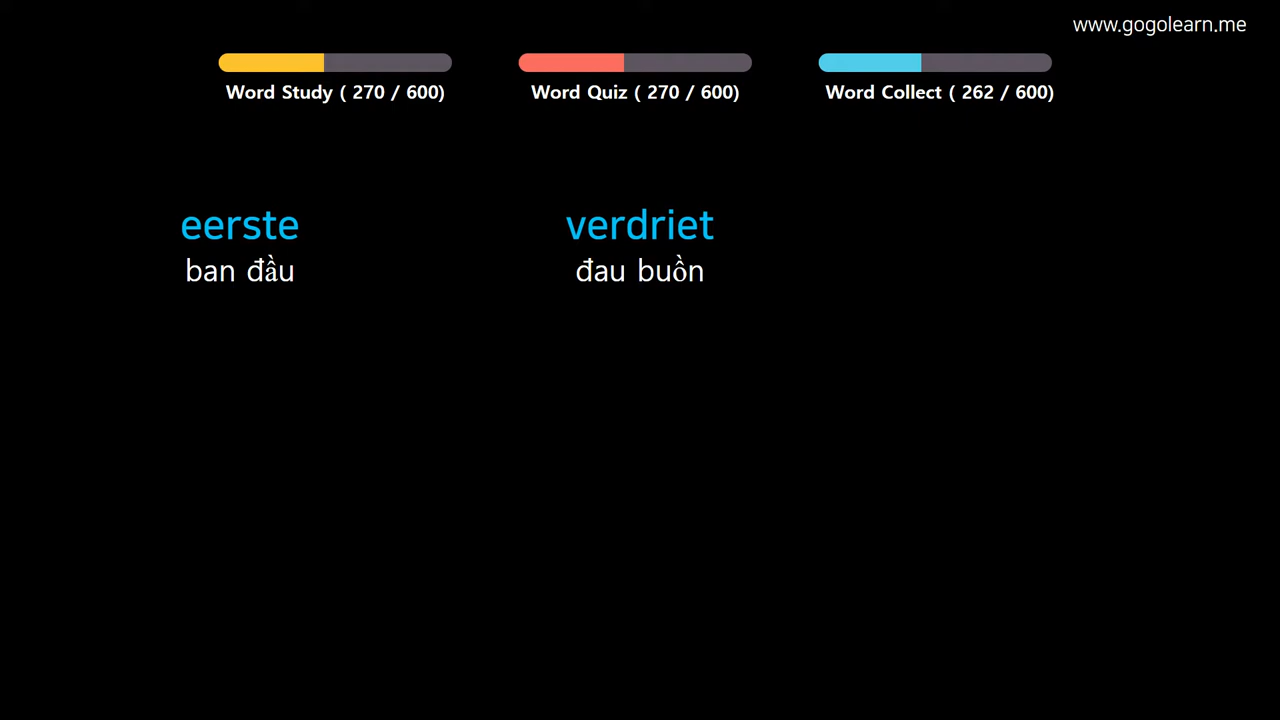 www.gogolearn.me
Word Study ( 270 / 600)
Word Quiz ( 270 / 600)
Word Collect ( 262 / 600)
eerste
ban đầu
verdriet
đau buồn